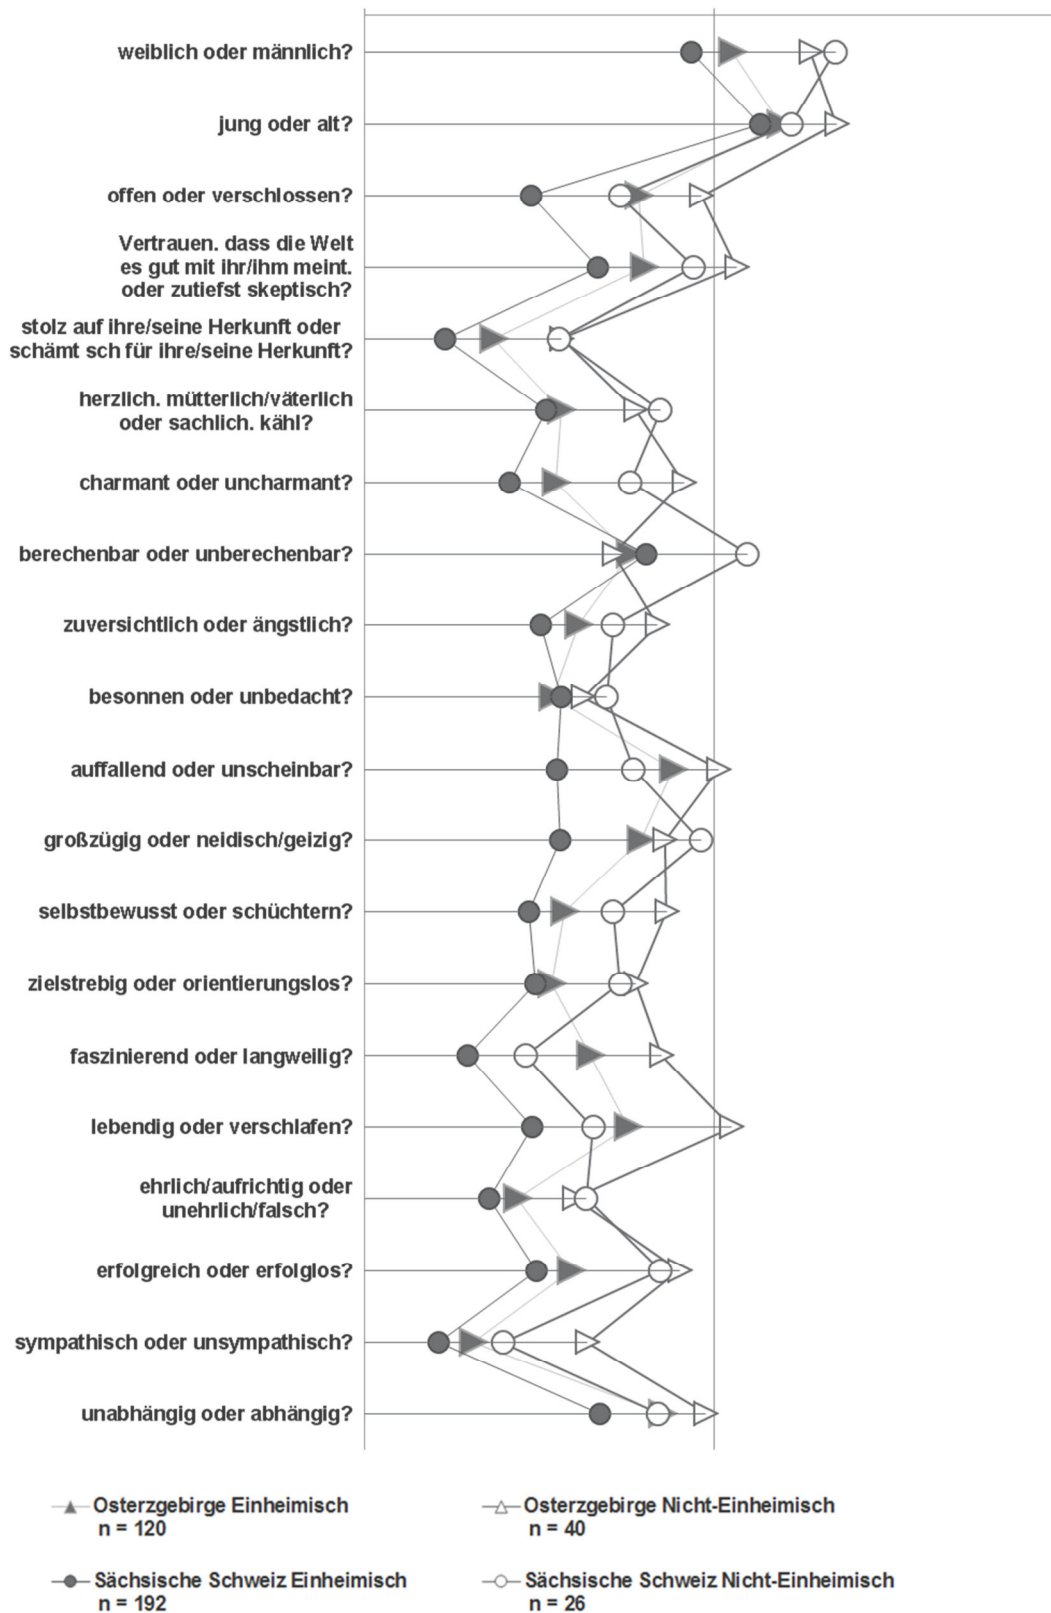 weiblich oder männlich?
jung oder alt?
offen oder verschlossen?
Vertrauen. dass die Welt
es gut mit ihr/ihm meint.
oder zutiefst skeptisch?
stolz auf ihre/seine Herkunft oder
schämt sch für ihre/seine Herkunft?
herzlich. mütterlich/väterlich
oder sachlich. kähl?
charmant oder uncharmant?
berechenbar oder unberechenbar?
zuversichtlich oder ängstlich?
besonnen oder unbedacht?
auffallend oder unscheinbar?
großzügig oder neidisch/geizig?
selbstbewusst oder schüchtern?
zielstrebig oder orientierungslos?
faszinierend oder langweilig?
lebendig oder verschlafen?
ehrlich/aufrichtig oder
unehrlich/falsch?
erfolgreich oder erfolglos?
sympathisch oder unsympathisch?
unabhängig oder abhängig?
Osterzgebirge Einheimisch
n = 120
Osterzgebirge Nicht-Einheimisch
n = 40
Sächsische Schweiz Einheimisch
n = 192
Sächsische Schweiz Nicht-Einheimisch
n = 26